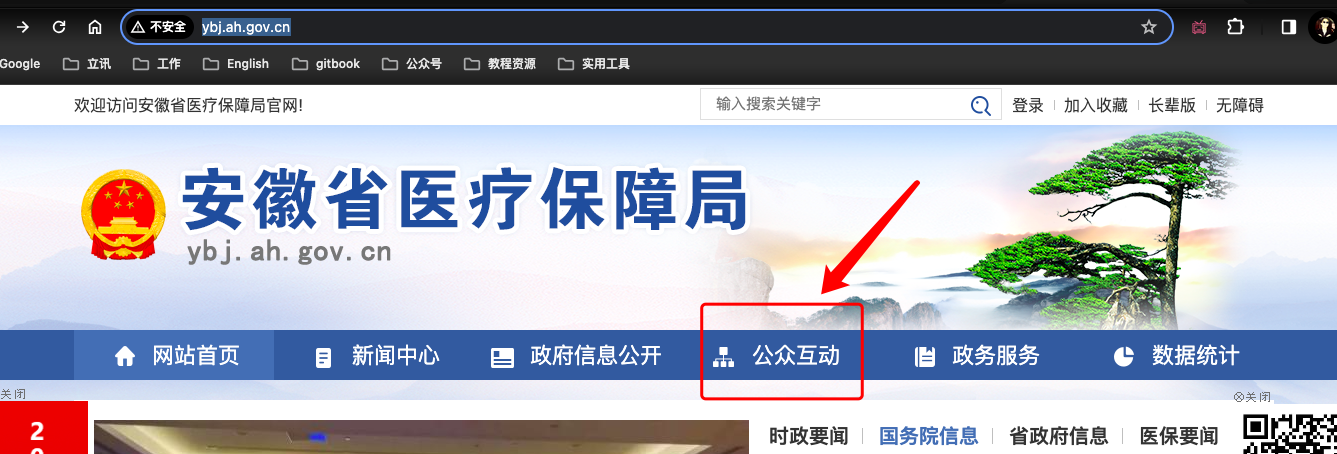 不安全 ybj.ah.gov.cn
Google 立讯 工作 English gitbook 公众号 教程资源 实用工具
欢迎访问安徽省医疗保障局官网! 输入搜索关键字 登录 加入收藏 长辈版 无障碍
安徽省医疗保障局
ybj.ah.gov.cn
网站首页 新闻中心 政府信息公开 公众互动 政务服务 数据统计
关闭 关闭
2 时政要闻 国务院信息 省政府信息 医保要闻